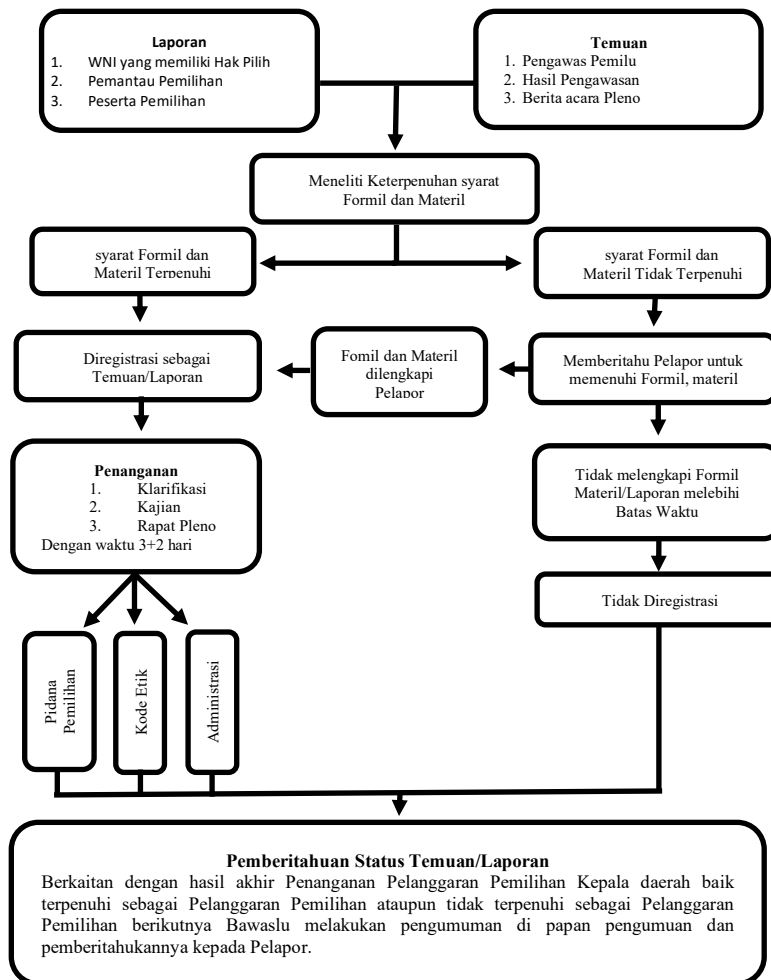 Laporan
1. WNI yang memiliki Hak Pilih
2. Pemantau Pemilihan
3. Peserta Pemilihan
Temuan
1. Pengawas Pemilu
2. Hasil Pengawasan
3. Berita acara Pleno
Meneliti Keterpenuhan syarat
Formil dan Materil
syarat Formil dan
Materil Terpenuhi
syarat Formil dan
Materil Tidak Terpenuhi
Diregistrasi sebagai
Temuan/Laporan
Fomil dan Materil
dilengkapi
Pelapor
Memberitahu Pelapor untuk
memenuhi Formil, materil
Penanganan
1. Klarifikasi
2. Kajian
3. Rapat Pleno
Dengan waktu 3+2 hari
Tidak melengkapi Formil
Materil/Laporan melebihi
Batas Waktu
Tidak Diregistrasi
Pidana
Pemilihan
Kode Etik
Administrasi
Pemberitahuan Status Temuan/Laporan
Berkaitan dengan hasil akhir Penanganan Pelanggaran Pemilihan Kepala daerah baik
terpenuhi sebagai Pelanggaran Pemilihan ataupun tidak terpenuhi sebagai Pelanggaran
Pemilihan berikutnya Bawaslu melakukan pengumuman di papan pengumuan dan
pemberitahukannya kepada Pelapor.